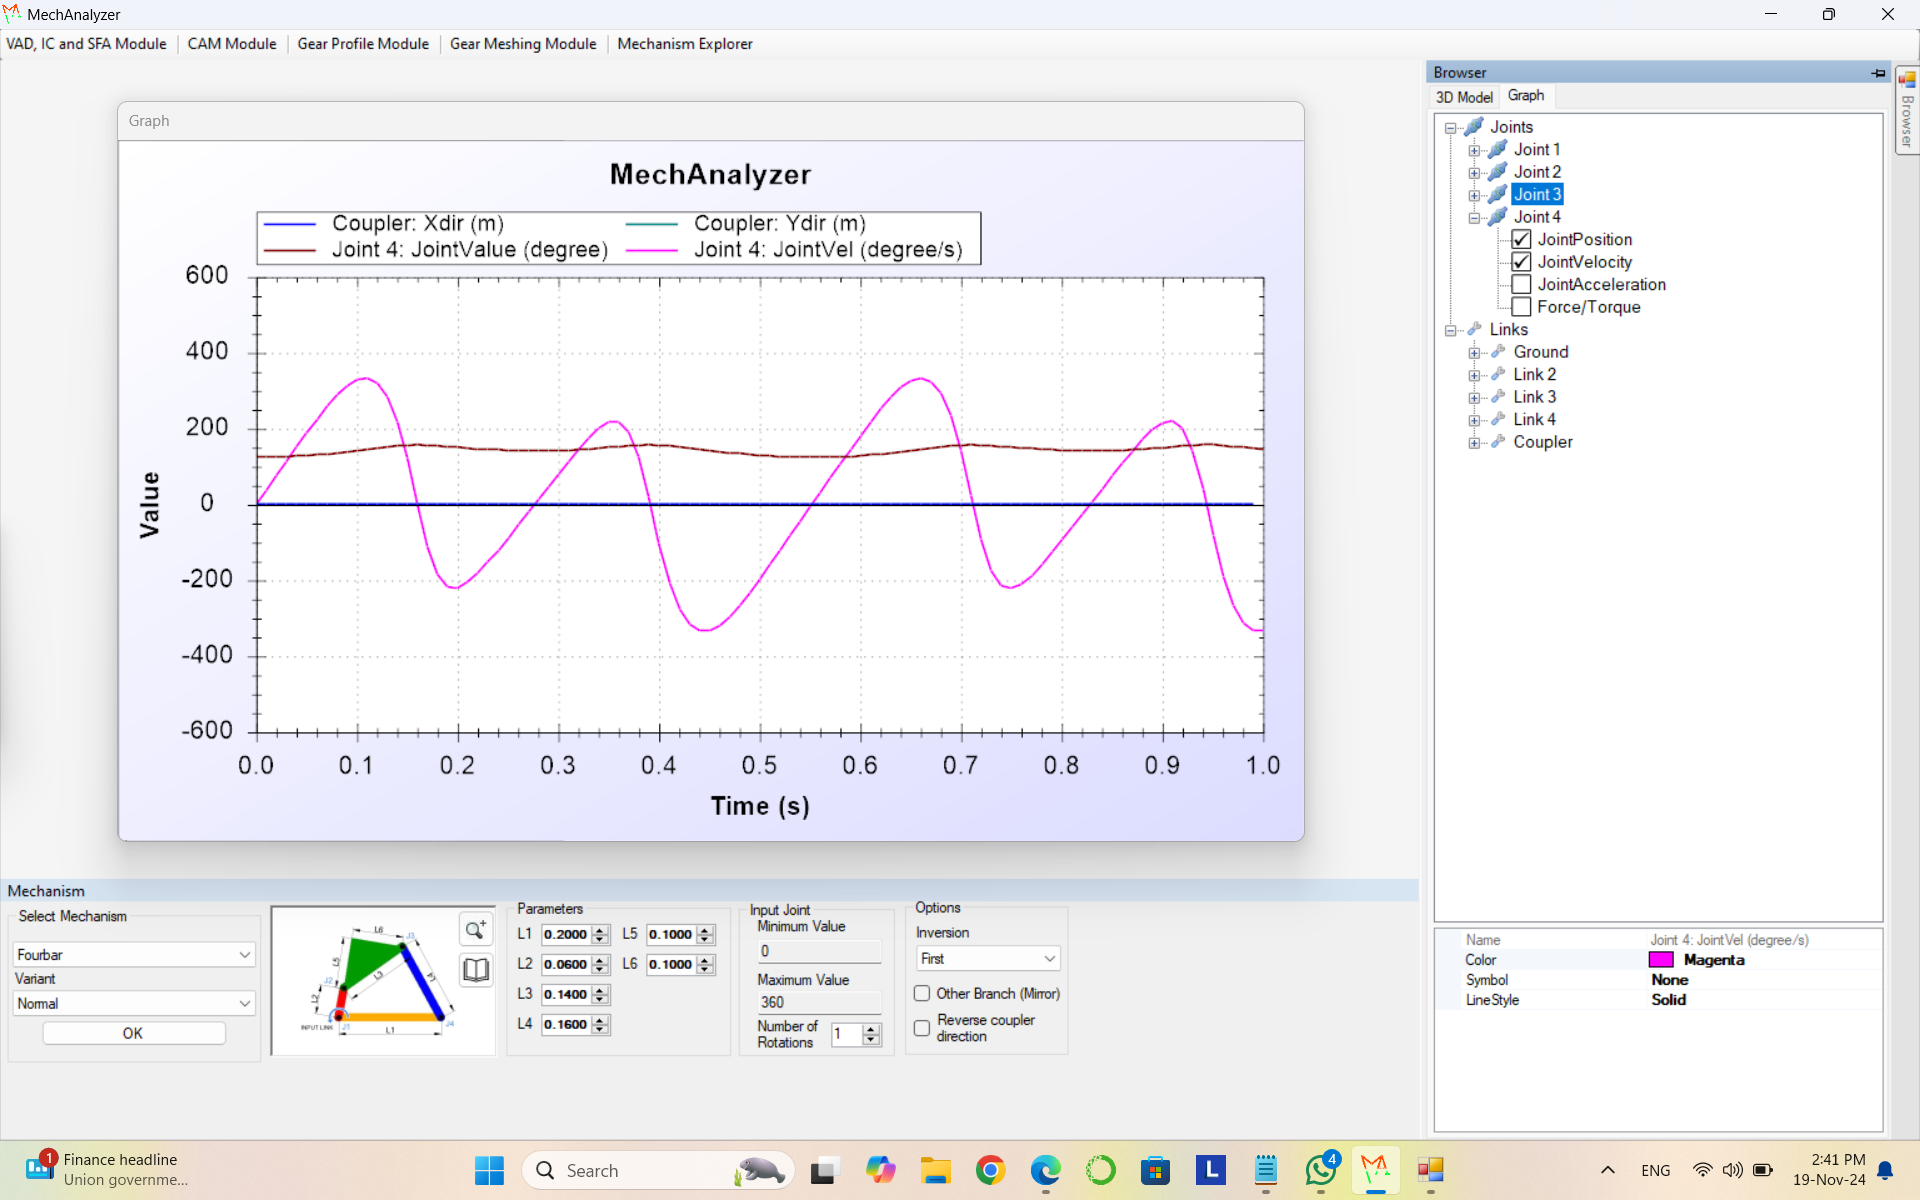 MechAnalyzer
VAD, IC and SFA Module
CAM Module
Gear Profile Module
Gear Meshing Module
Mechanism Explorer
Graph
MechAnalyzer
Coupler: Xdir (m)
Coupler: Ydir (m)
Joint 4: JointValue (degree)
Joint 4: JointVel (degree/s)
600
400
200
0
-200
-400
-600
Value
0.0 0.1 0.2 0.3 0.4 0.5 0.6 0.7 0.8 0.9 1.0
Time (s)
Browser
3D Model
Graph
Joints
Joint 1
Joint 2
Joint 3
Joint 4
JointPosition
JointVelocity
JointAcceleration
Force/Torque
Links
Ground
Link 2
Link 3
Link 4
Coupler
Browser
Name Joint 4: JointVel (degree/s)
Color Magenta
Symbol None
LineStyle Solid
Mechanism
Select Mechanism
Fourbar
Variant
Normal
OK
L6
J3
L5
L3
L4
J2
L2
INPUT LINK
J1
L1
J4
Parameters
L1 0.2000 L5 0.1000
L2 0.0600 L6 0.1000
L3 0.1400
L4 0.1600
Input Joint
Minimum Value
0
Maximum Value
360
Number of
Rotations
1
Options
Inversion
First
Other Branch (Mirror)
Reverse coupler
direction
1
Finance headline
Union governme...
Search
L
4
ENG
2:41 PM
19-Nov-24